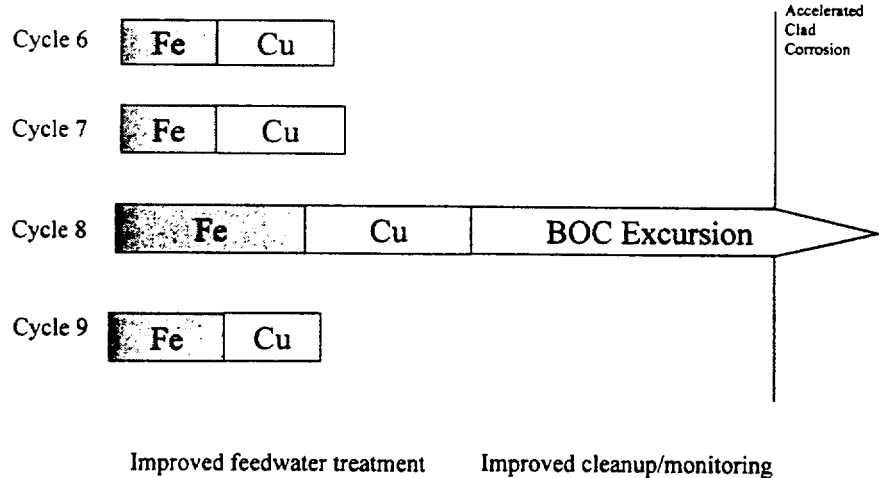 Accelerated
Clad
Corrosion
Cycle 6
Fe
Cu
Cycle 7
Fe
Cu
Cycle 8
Fe
Cu
BOC Excursion
Cycle 9
Fe
Cu
Improved feedwater treatment
Improved cleanup/monitoring